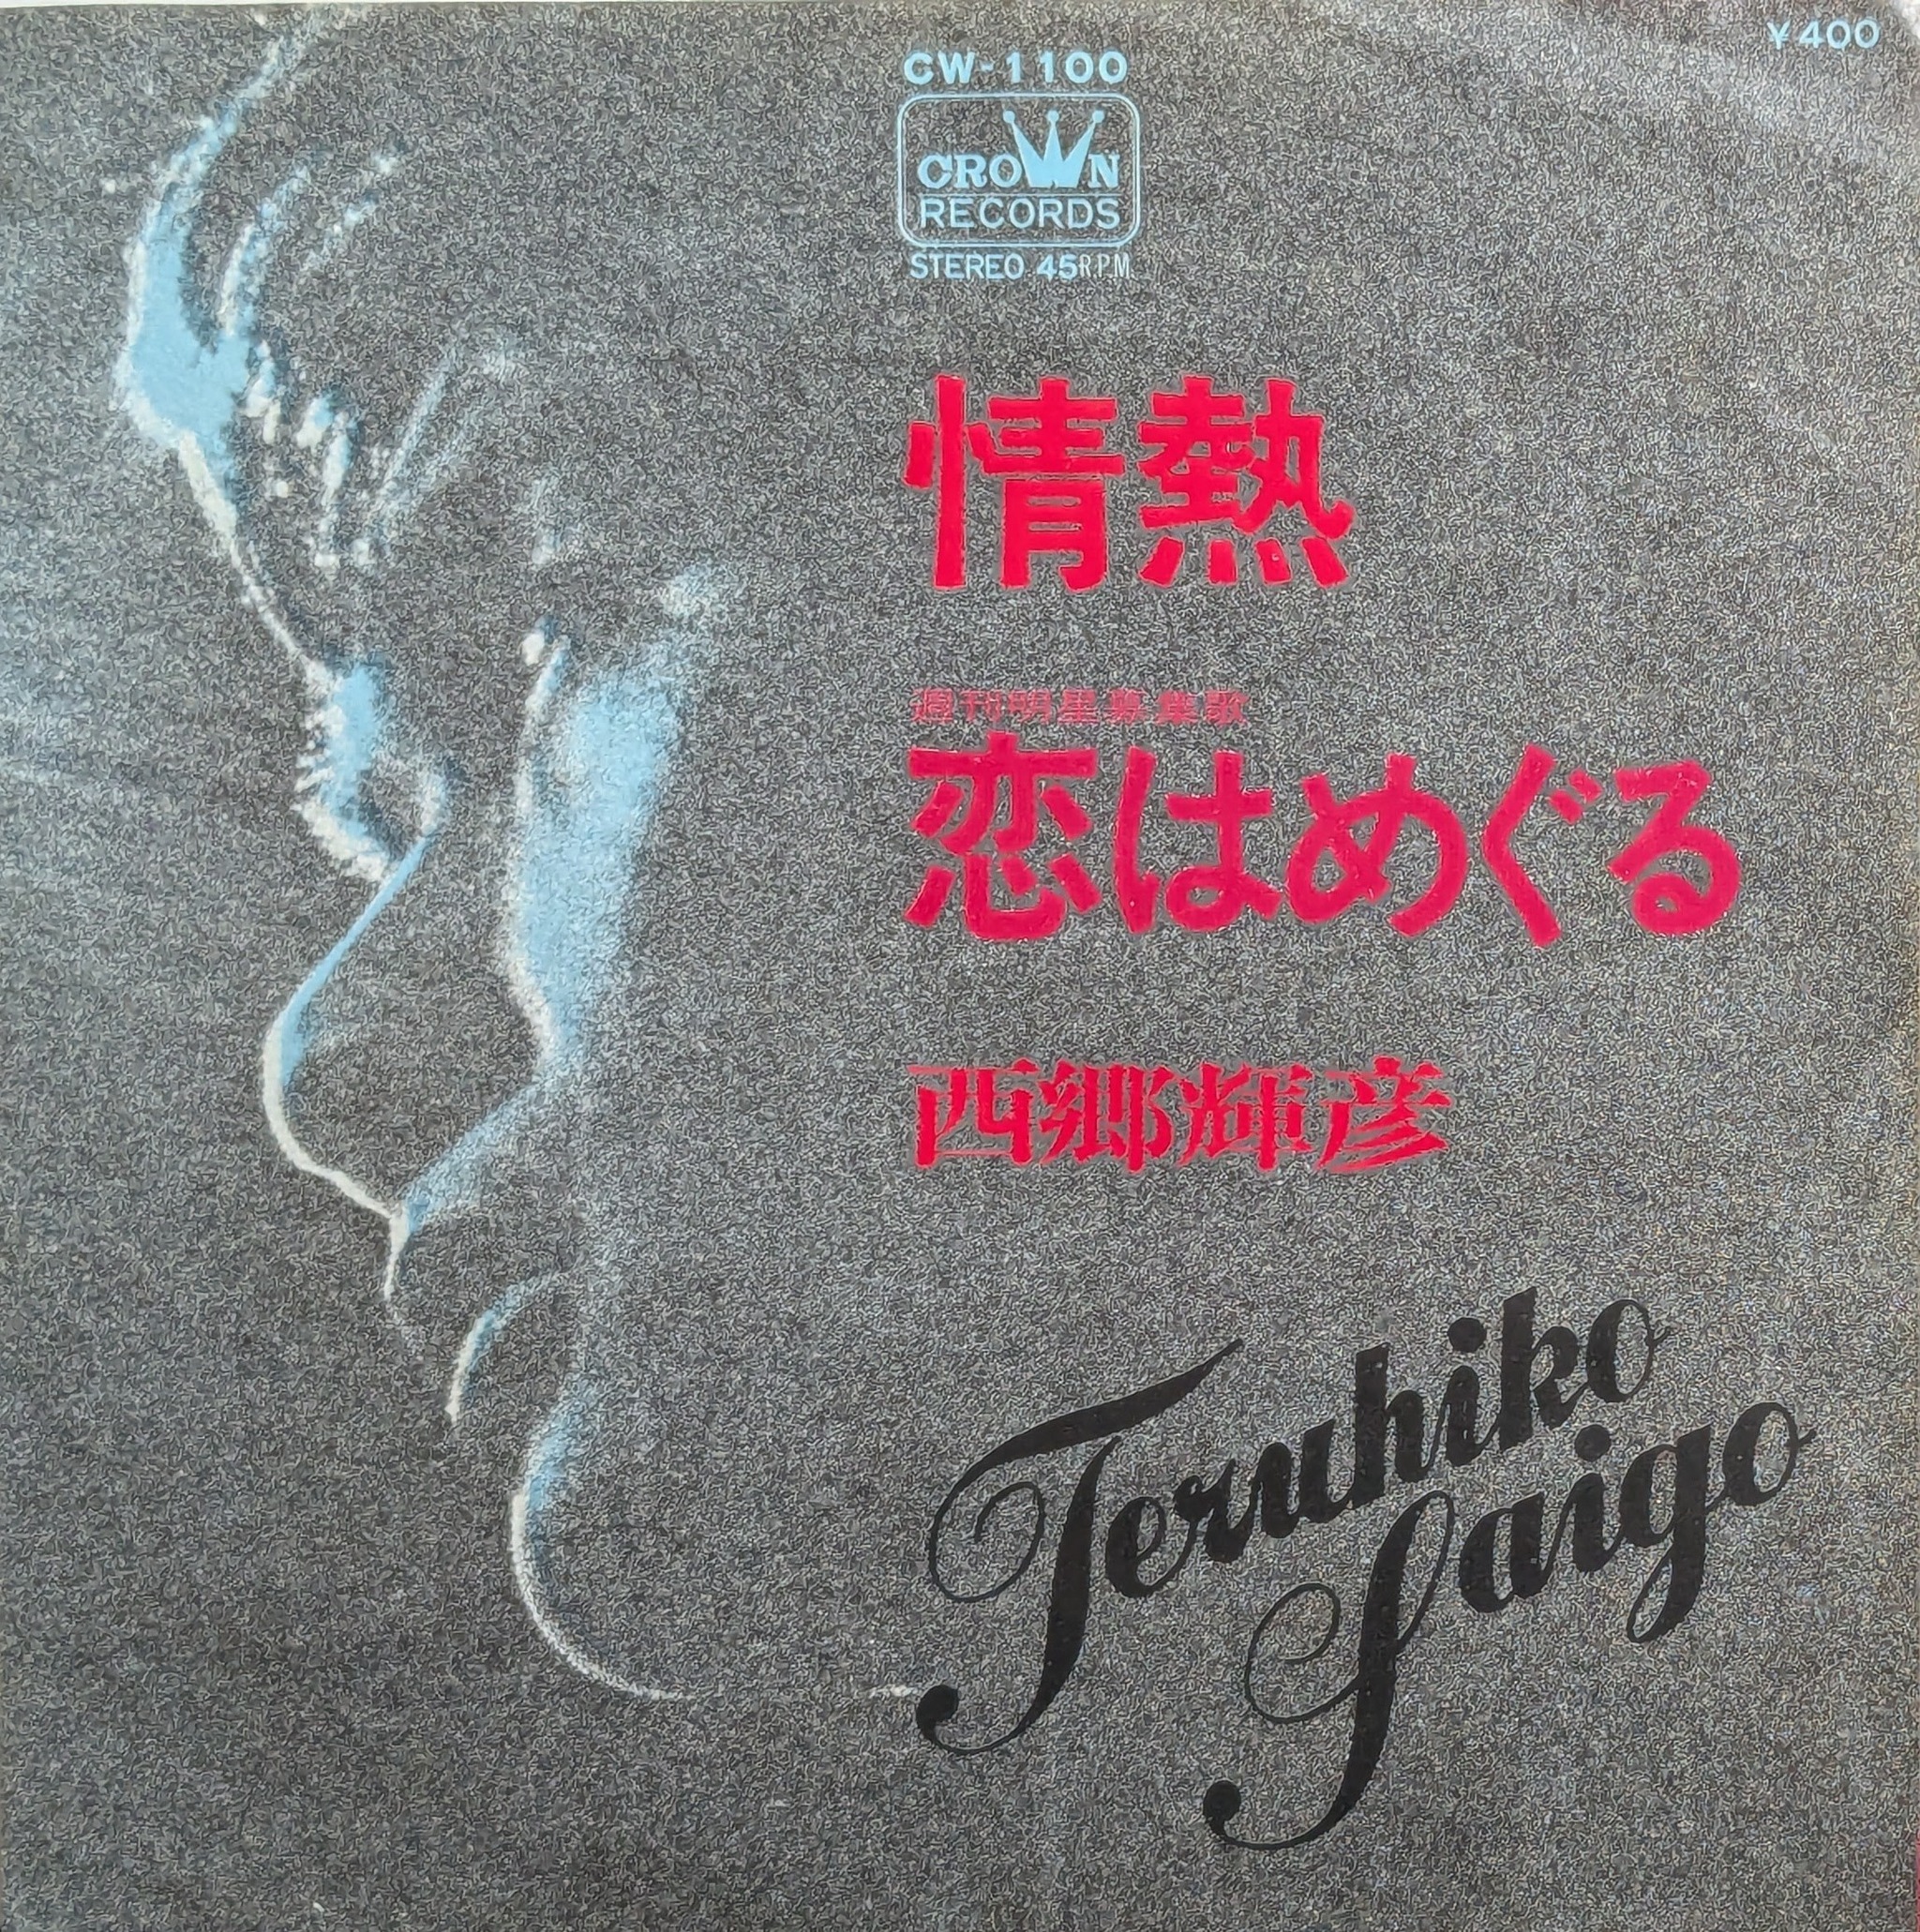 ¥400
CW-1100
CROWN
RECORDS
STEREO 45R.P.M.
情熱
週刊明星募集歌
恋はめぐる
西郷輝彦
Teruhiko
Saigo